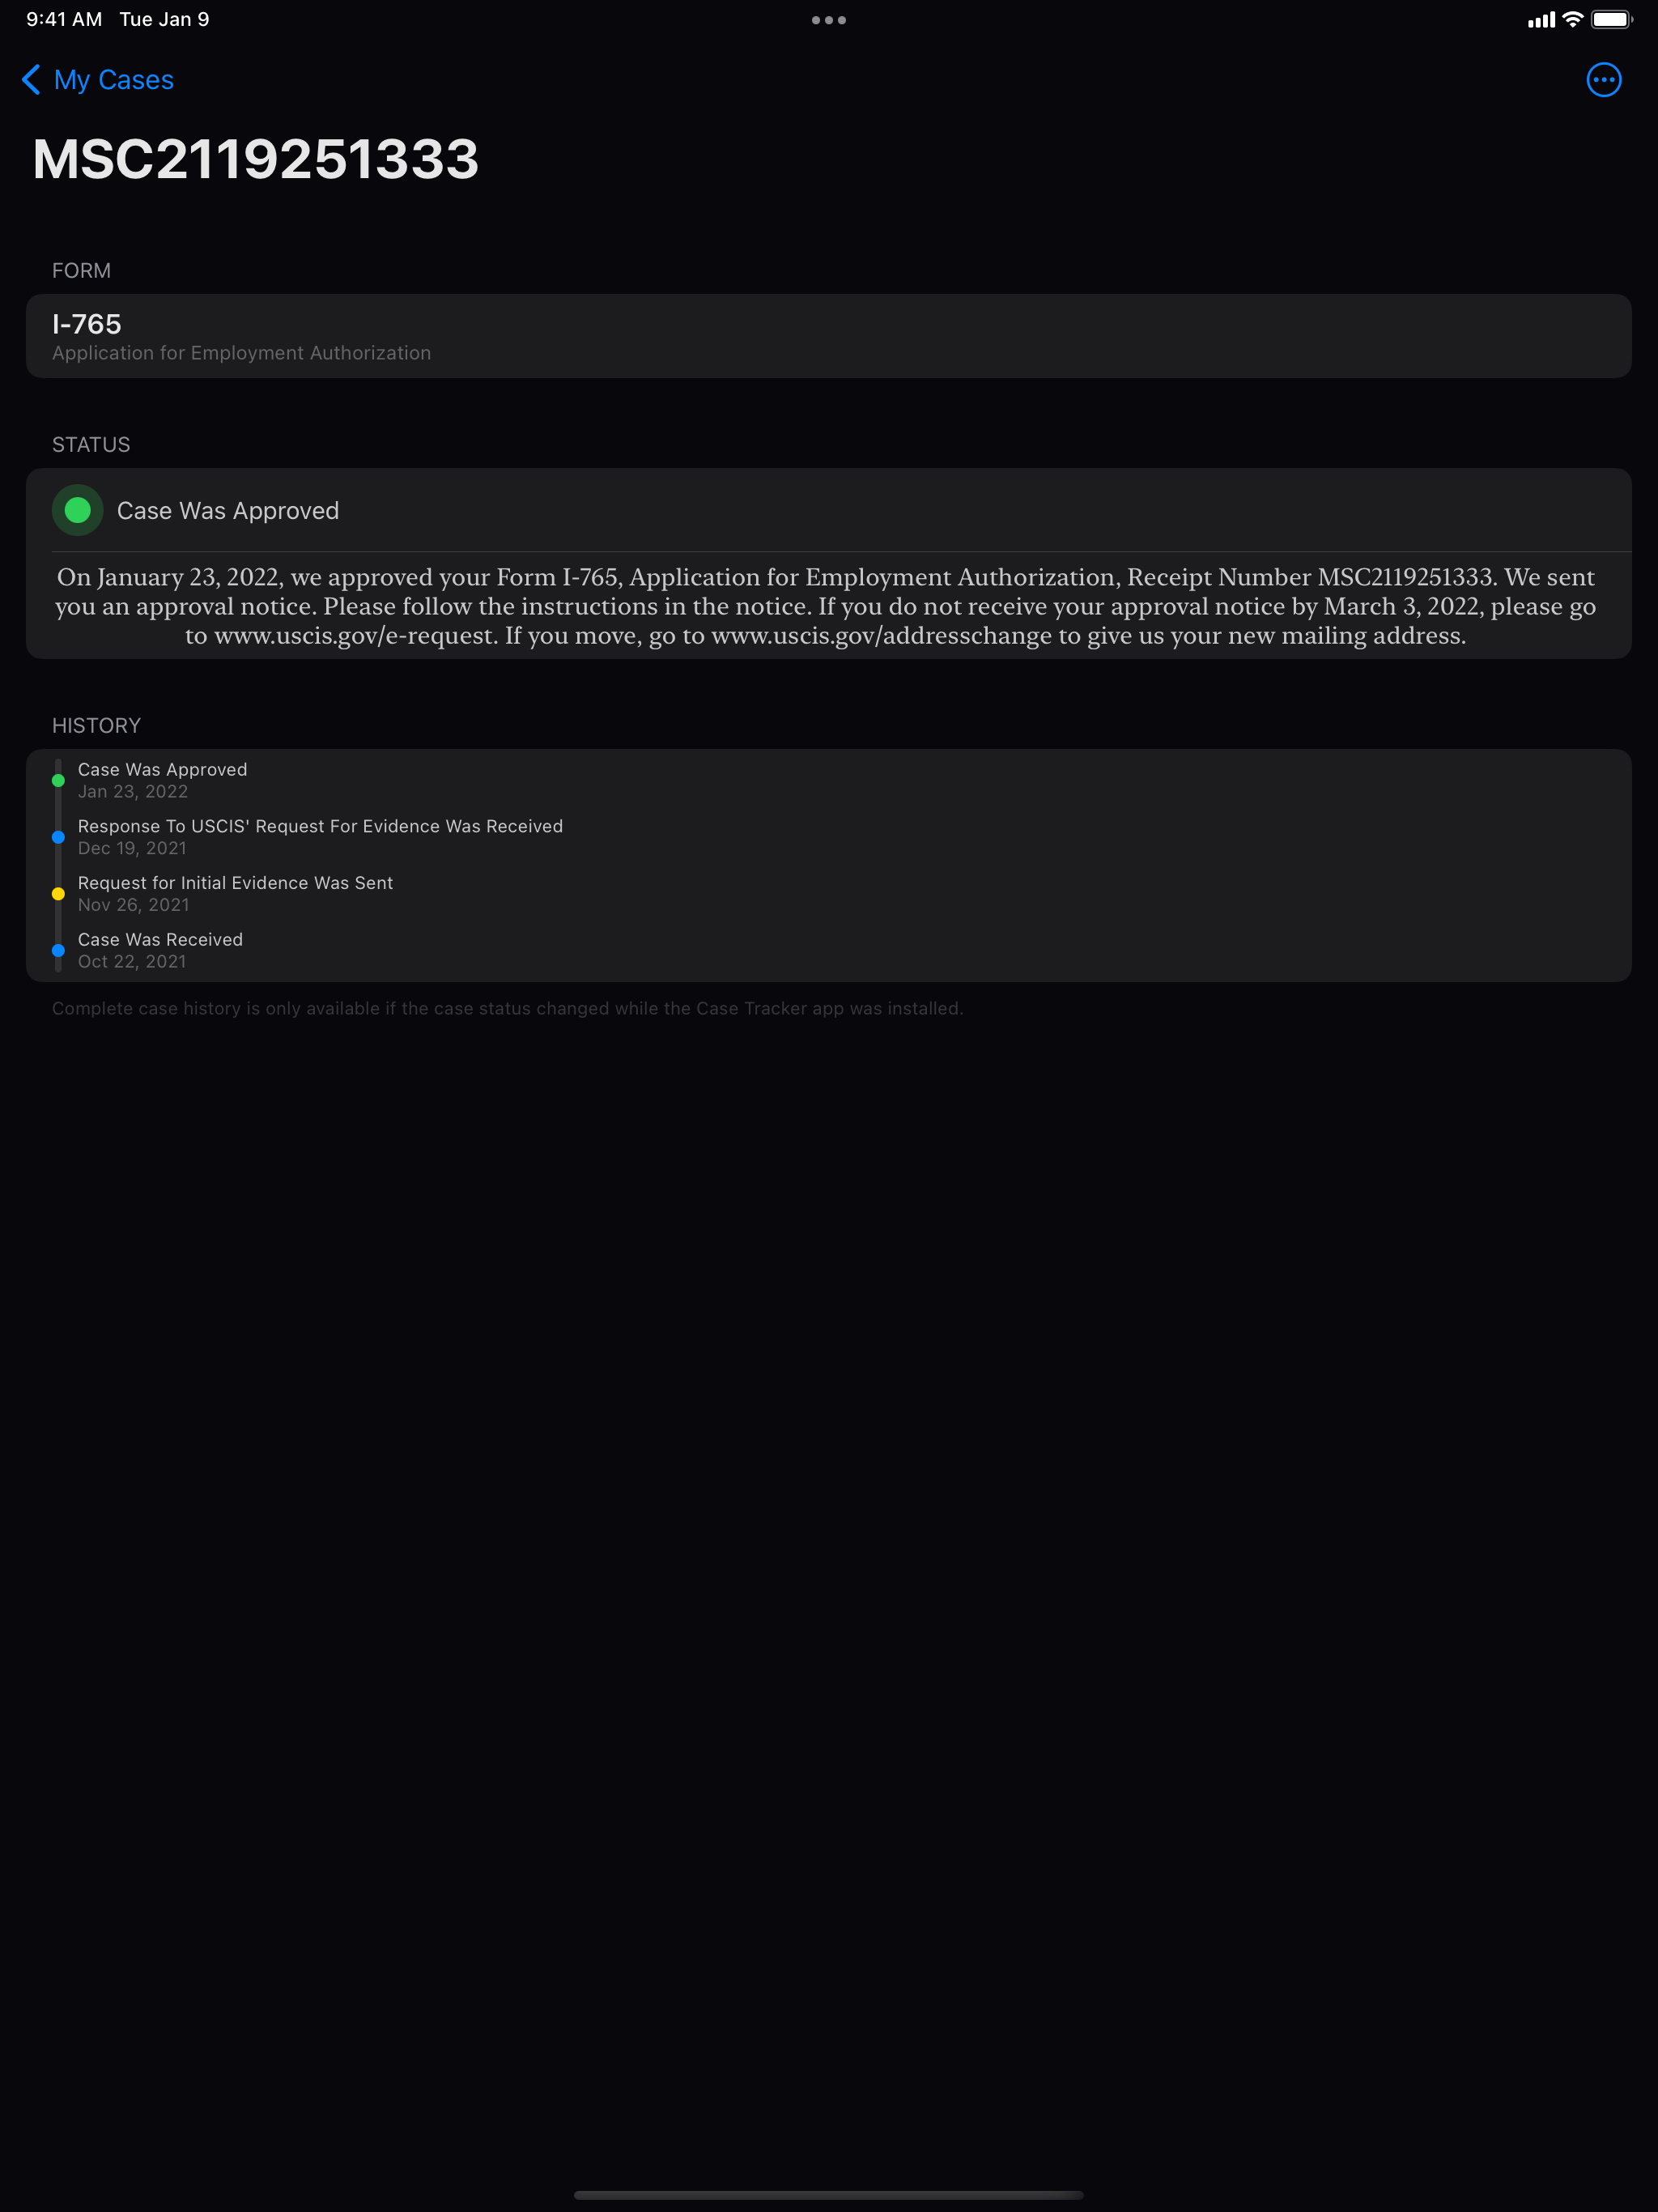 9:41 AM Tue Jan 9
My Cases
MSC2119251333
FORM
I-765
Application for Employment Authorization
STATUS
Case Was Approved
On January 23, 2022, we approved your Form I-765, Application for Employment Authorization, Receipt Number MSC2119251333. We sent
you an approval notice. Please follow the instructions in the notice. If you do not receive your approval notice by March 3, 2022, please go
to www.uscis.gov/e-request. If you move, go to www.uscis.gov/addresschange to give us your new mailing address.
HISTORY
Case Was Approved
Jan 23, 2022
Response To USCIS' Request For Evidence Was Received
Dec 19, 2021
Request for Initial Evidence Was Sent
Nov 26, 2021
Case Was Received
Oct 22, 2021
Complete case history is only available if the case status changed while the Case Tracker app was installed.